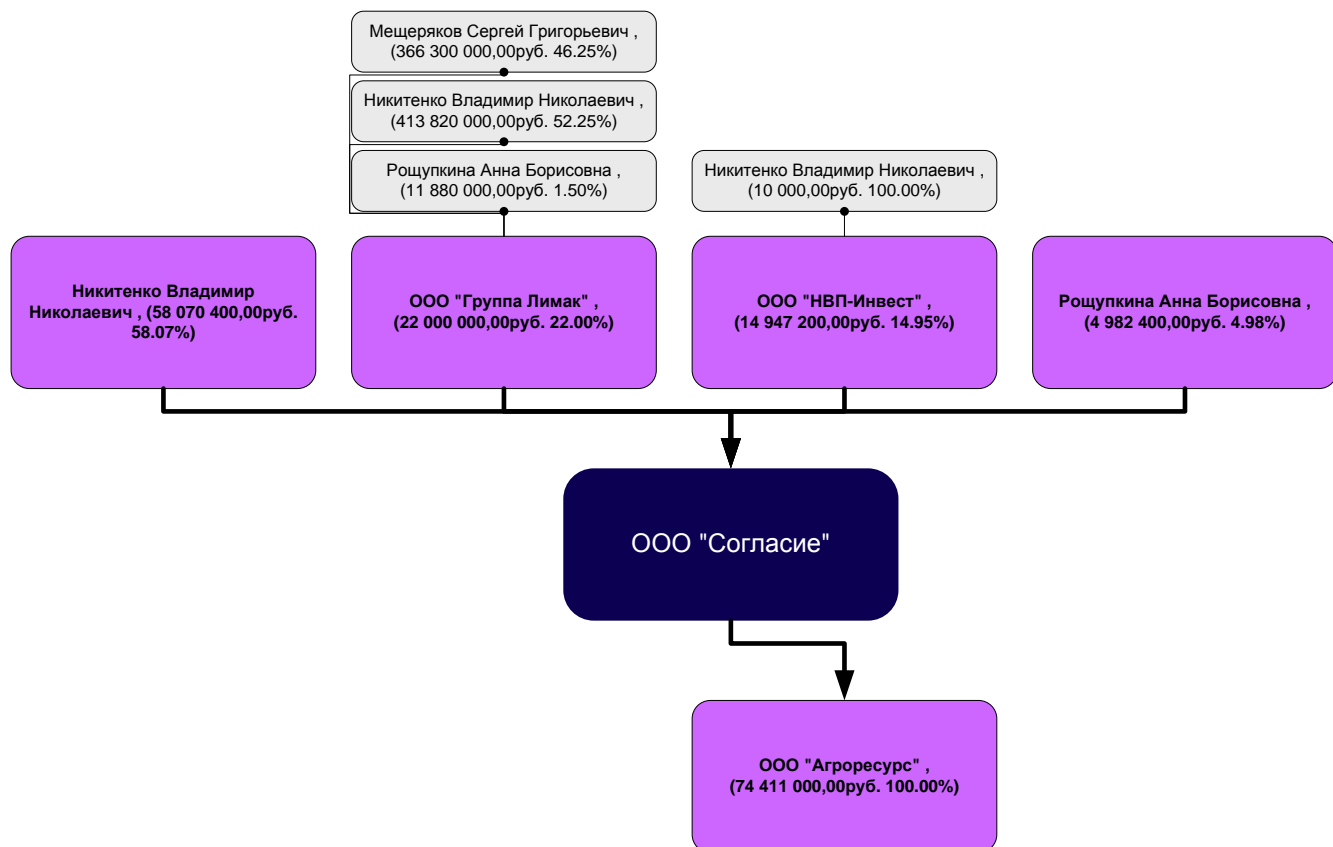 Мещеряков Сергей Григорьевич ,
(366 300 000,00руб. 46.25%)
Никитенко Владимир Николаевич ,
(413 820 000,00руб. 52.25%)
Рощупкина Анна Борисовна ,
(11 880 000,00руб. 1.50%)
Никитенко Владимир Николаевич ,
(10 000,00руб. 100.00%)
Никитенко Владимир
Николаевич , (58 070 400,00руб.
58.07%)
ООО "Группа Лимак" ,
(22 000 000,00руб. 22.00%)
ООО "НВП-Инвест" ,
(14 947 200,00руб. 14.95%)
Рощупкина Анна Борисовна ,
(4 982 400,00руб. 4.98%)
ООО "Согласие"
ООО "Агроресурс" ,
(74 411 000,00руб. 100.00%)